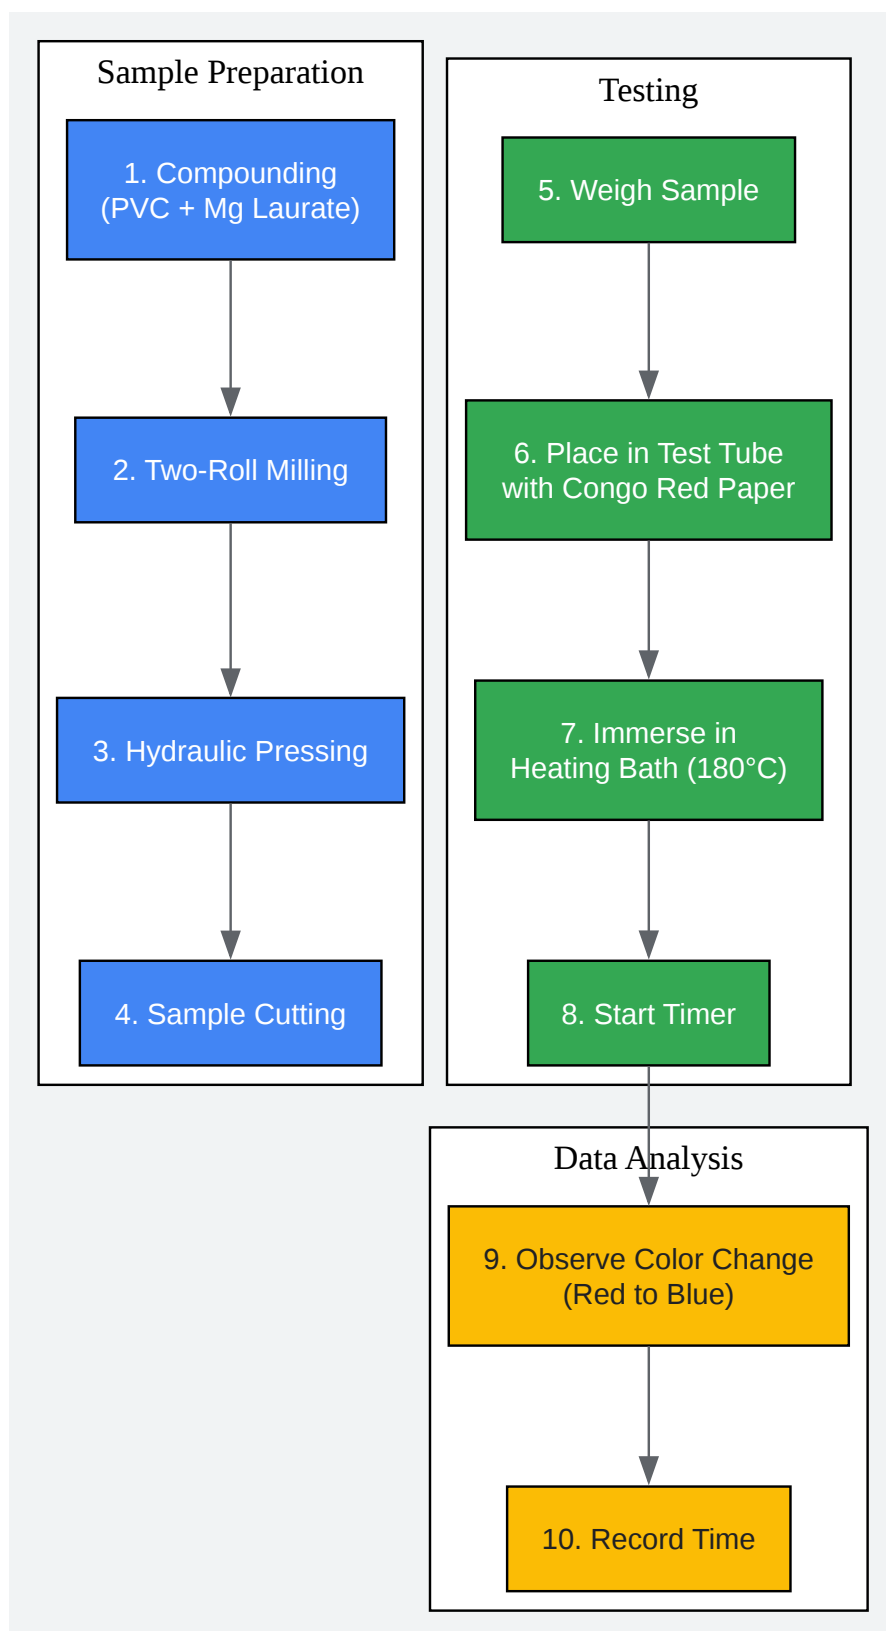 Sample Preparation
1. Compounding
(PVC + Mg Laurate)
2. Two-Roll Milling
3. Hydraulic Pressing
4. Sample Cutting
Testing
5. Weigh Sample
6. Place in Test Tube
with Congo Red Paper
7. Immerse in
Heating Bath (180°C)
8. Start Timer
Data Analysis
9. Observe Color Change
(Red to Blue)
10. Record Time